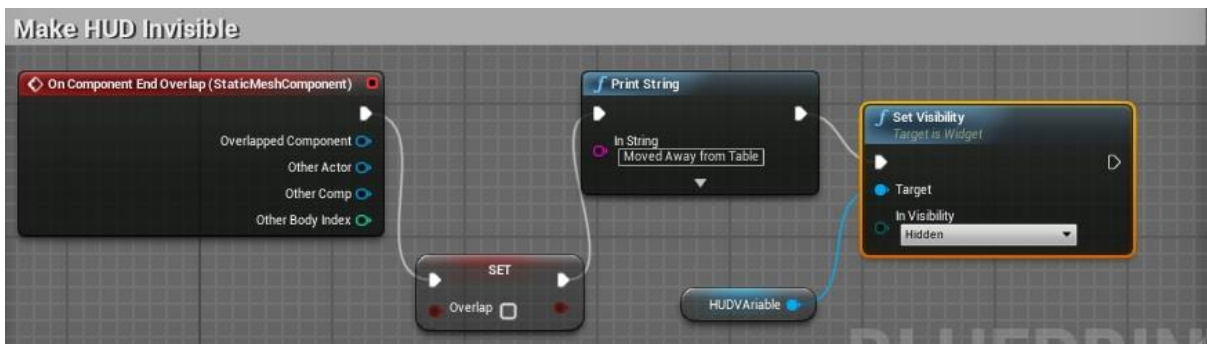 Make HUD Invisible
On Component End Overlap (StaticMeshComponent)
Overlapped Component
Other Actor
Other Comp
Other Body Index
SET
Overlap
f Print String
In String
Moved Away from Table
HUDVAriable
f Set Visibility
Target is Widget
Target
In Visibility
Hidden